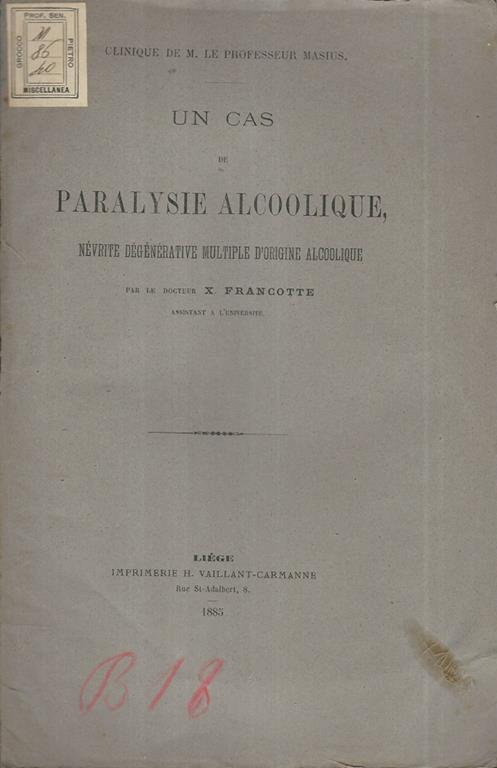 PROF. SEN.
GROCCO
PIETRO
M
86
40
MISCELLANEA
CLINIQUE DE M. LE PROFESSEUR MASIUS.
UN CAS
DE
PARALYSIE ALCOOLIQUE,
NÉVRITE DÉGÉNÉRATIVE MULTIPLE D'ORIGINE ALCOOLIQUE
PAR LE DOCTEUR X. FRANCOTTE
ASSISTANT A L'UNIVERSITÉ.
LIÉGE
IMPRIMERIE H. VAILLANT-CARMANNE
Rue St-Adalbert, 8.
1885
B18